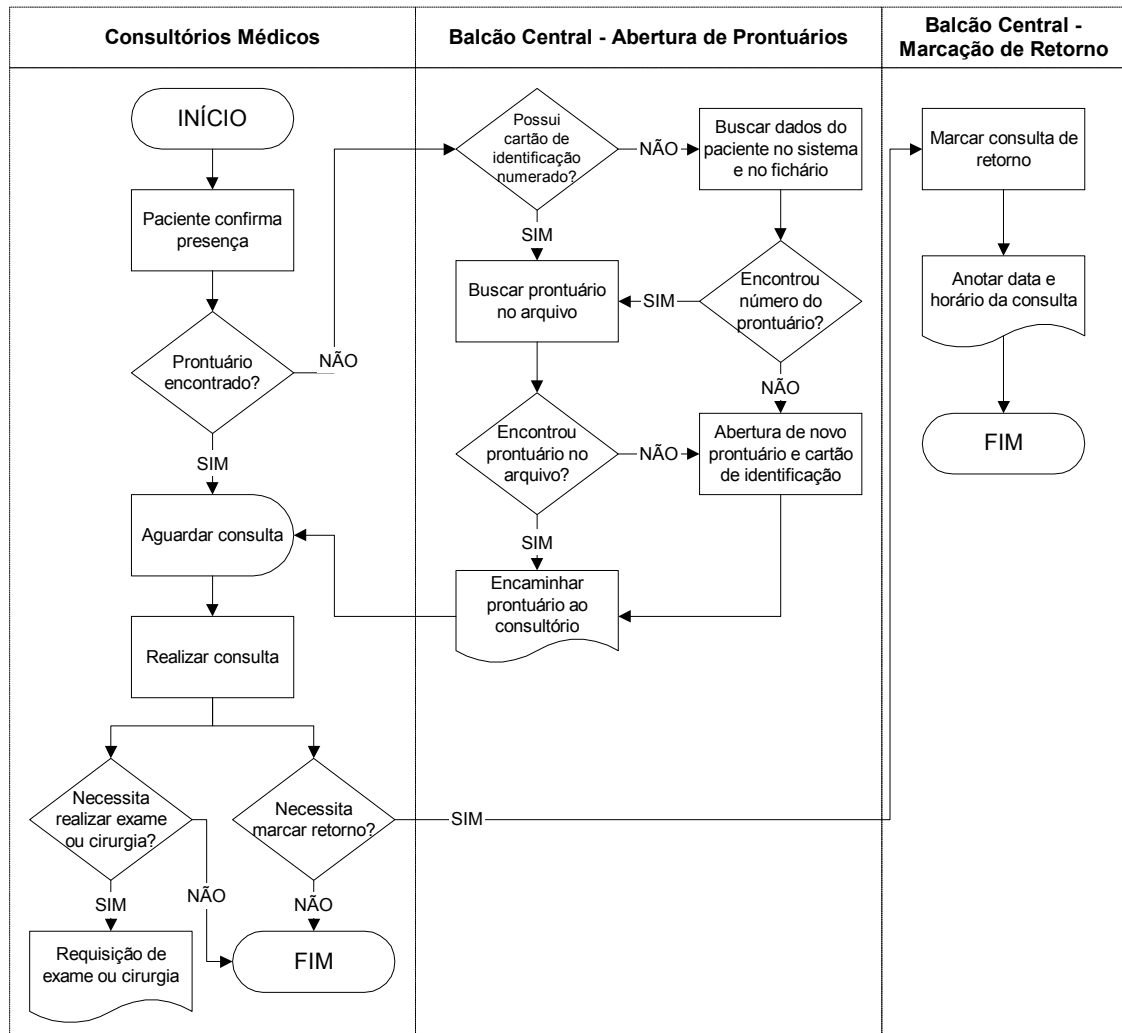 Consultórios Médicos
Balcão Central - Abertura de Prontuários
Balcão Central -
Marcação de Retorno
INÍCIO
Paciente confirma
presença
Prontuário
encontrado?
NÃO
SIM
Aguardar consulta
Realizar consulta
Necessita
realizar exame
ou cirurgia?
NÃO
SIM
Requisição de
exame ou cirurgia
Necessita
marcar retorno?
SIM
NÃO
FIM
Possui
cartão de
identificação
numerado?
NÃO
SIM
Buscar dados do
paciente no sistema
e no fichário
Buscar prontuário
no arquivo
SIM
Encontrou
número do
prontuário?
NÃO
Encontrou
prontuário no
arquivo?
NÃO
SIM
Abertura de novo
prontuário e cartão
de identificação
Encaminhar
prontuário ao
consultório
Marcar consulta de
retorno
Anotar data e
horário da consulta
FIM